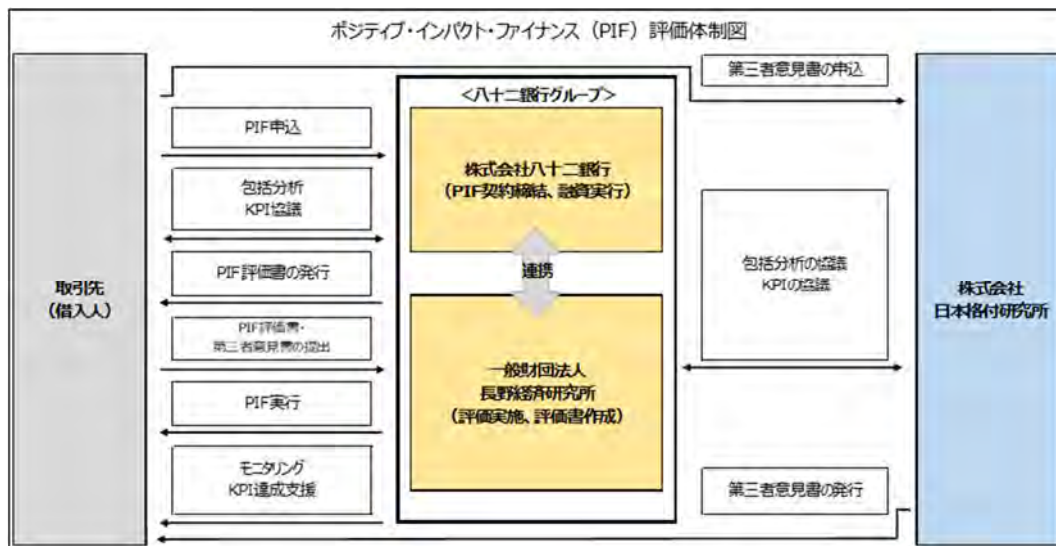 ポジティブ・インパクト・ファイナンス（PIF）評価体制図
取引先
（借入人）
PIF申込
包括分析
KPI協議
PIF評価書の発行
PIF評価書・
第三者意見書の提出
PIF実行
モニタリング
KPI達成支援
＜八十二銀行グループ＞
株式会社八十二銀行
（PIF契約締結、融資実行）
連携
一般財団法人
長野経済研究所
（評価実施、評価書作成）
第三者意見書の申込
包括分析の協議
KPIの協議
第三者意見書の発行
株式会社
日本格付研究所